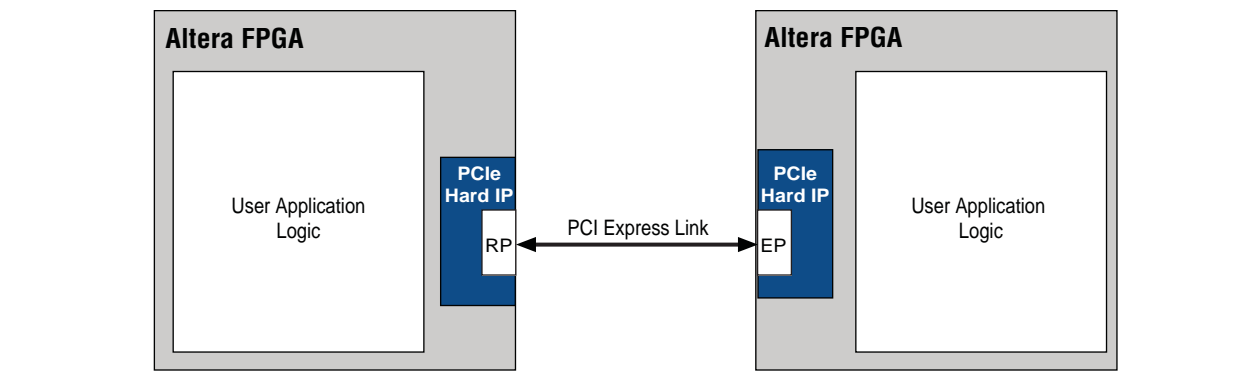 Altera FPGA
User Application
Logic
PCIe
Hard IP
RP
PCI Express Link
Altera FPGA
PCIe
Hard IP
EP
User Application
Logic